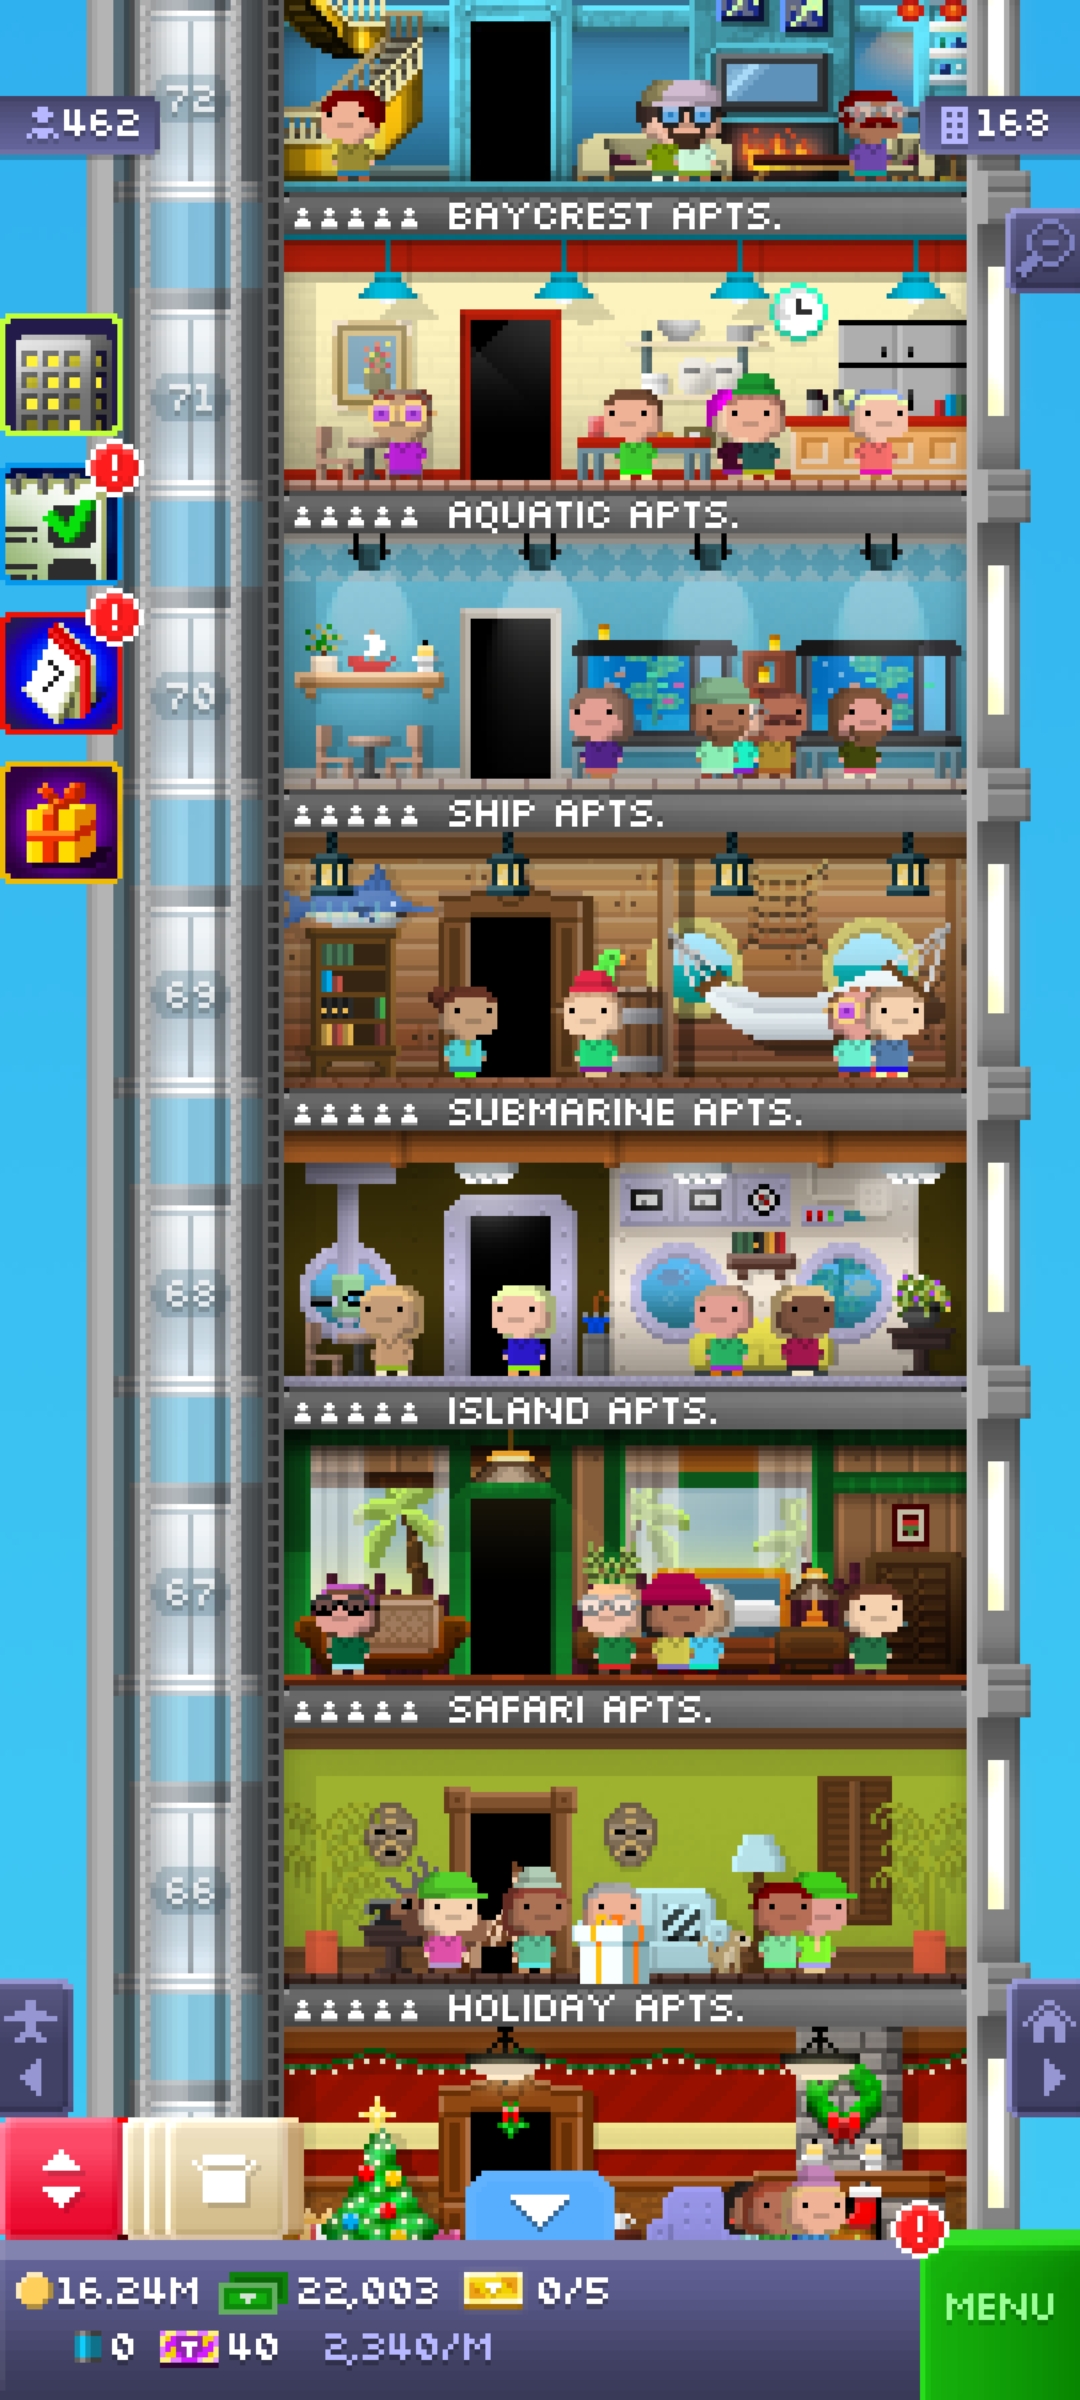 72
462
168
BAYCREST APTS.
71
AQUATIC APTS.
70
SHIP APTS.
69
SUBMARINE APTS.
68
ISLAND APTS.
67
SAFARI APTS.
66
HOLIDAY APTS.
16.24M 22,003 0/5
0 40 2,340/M
MENU